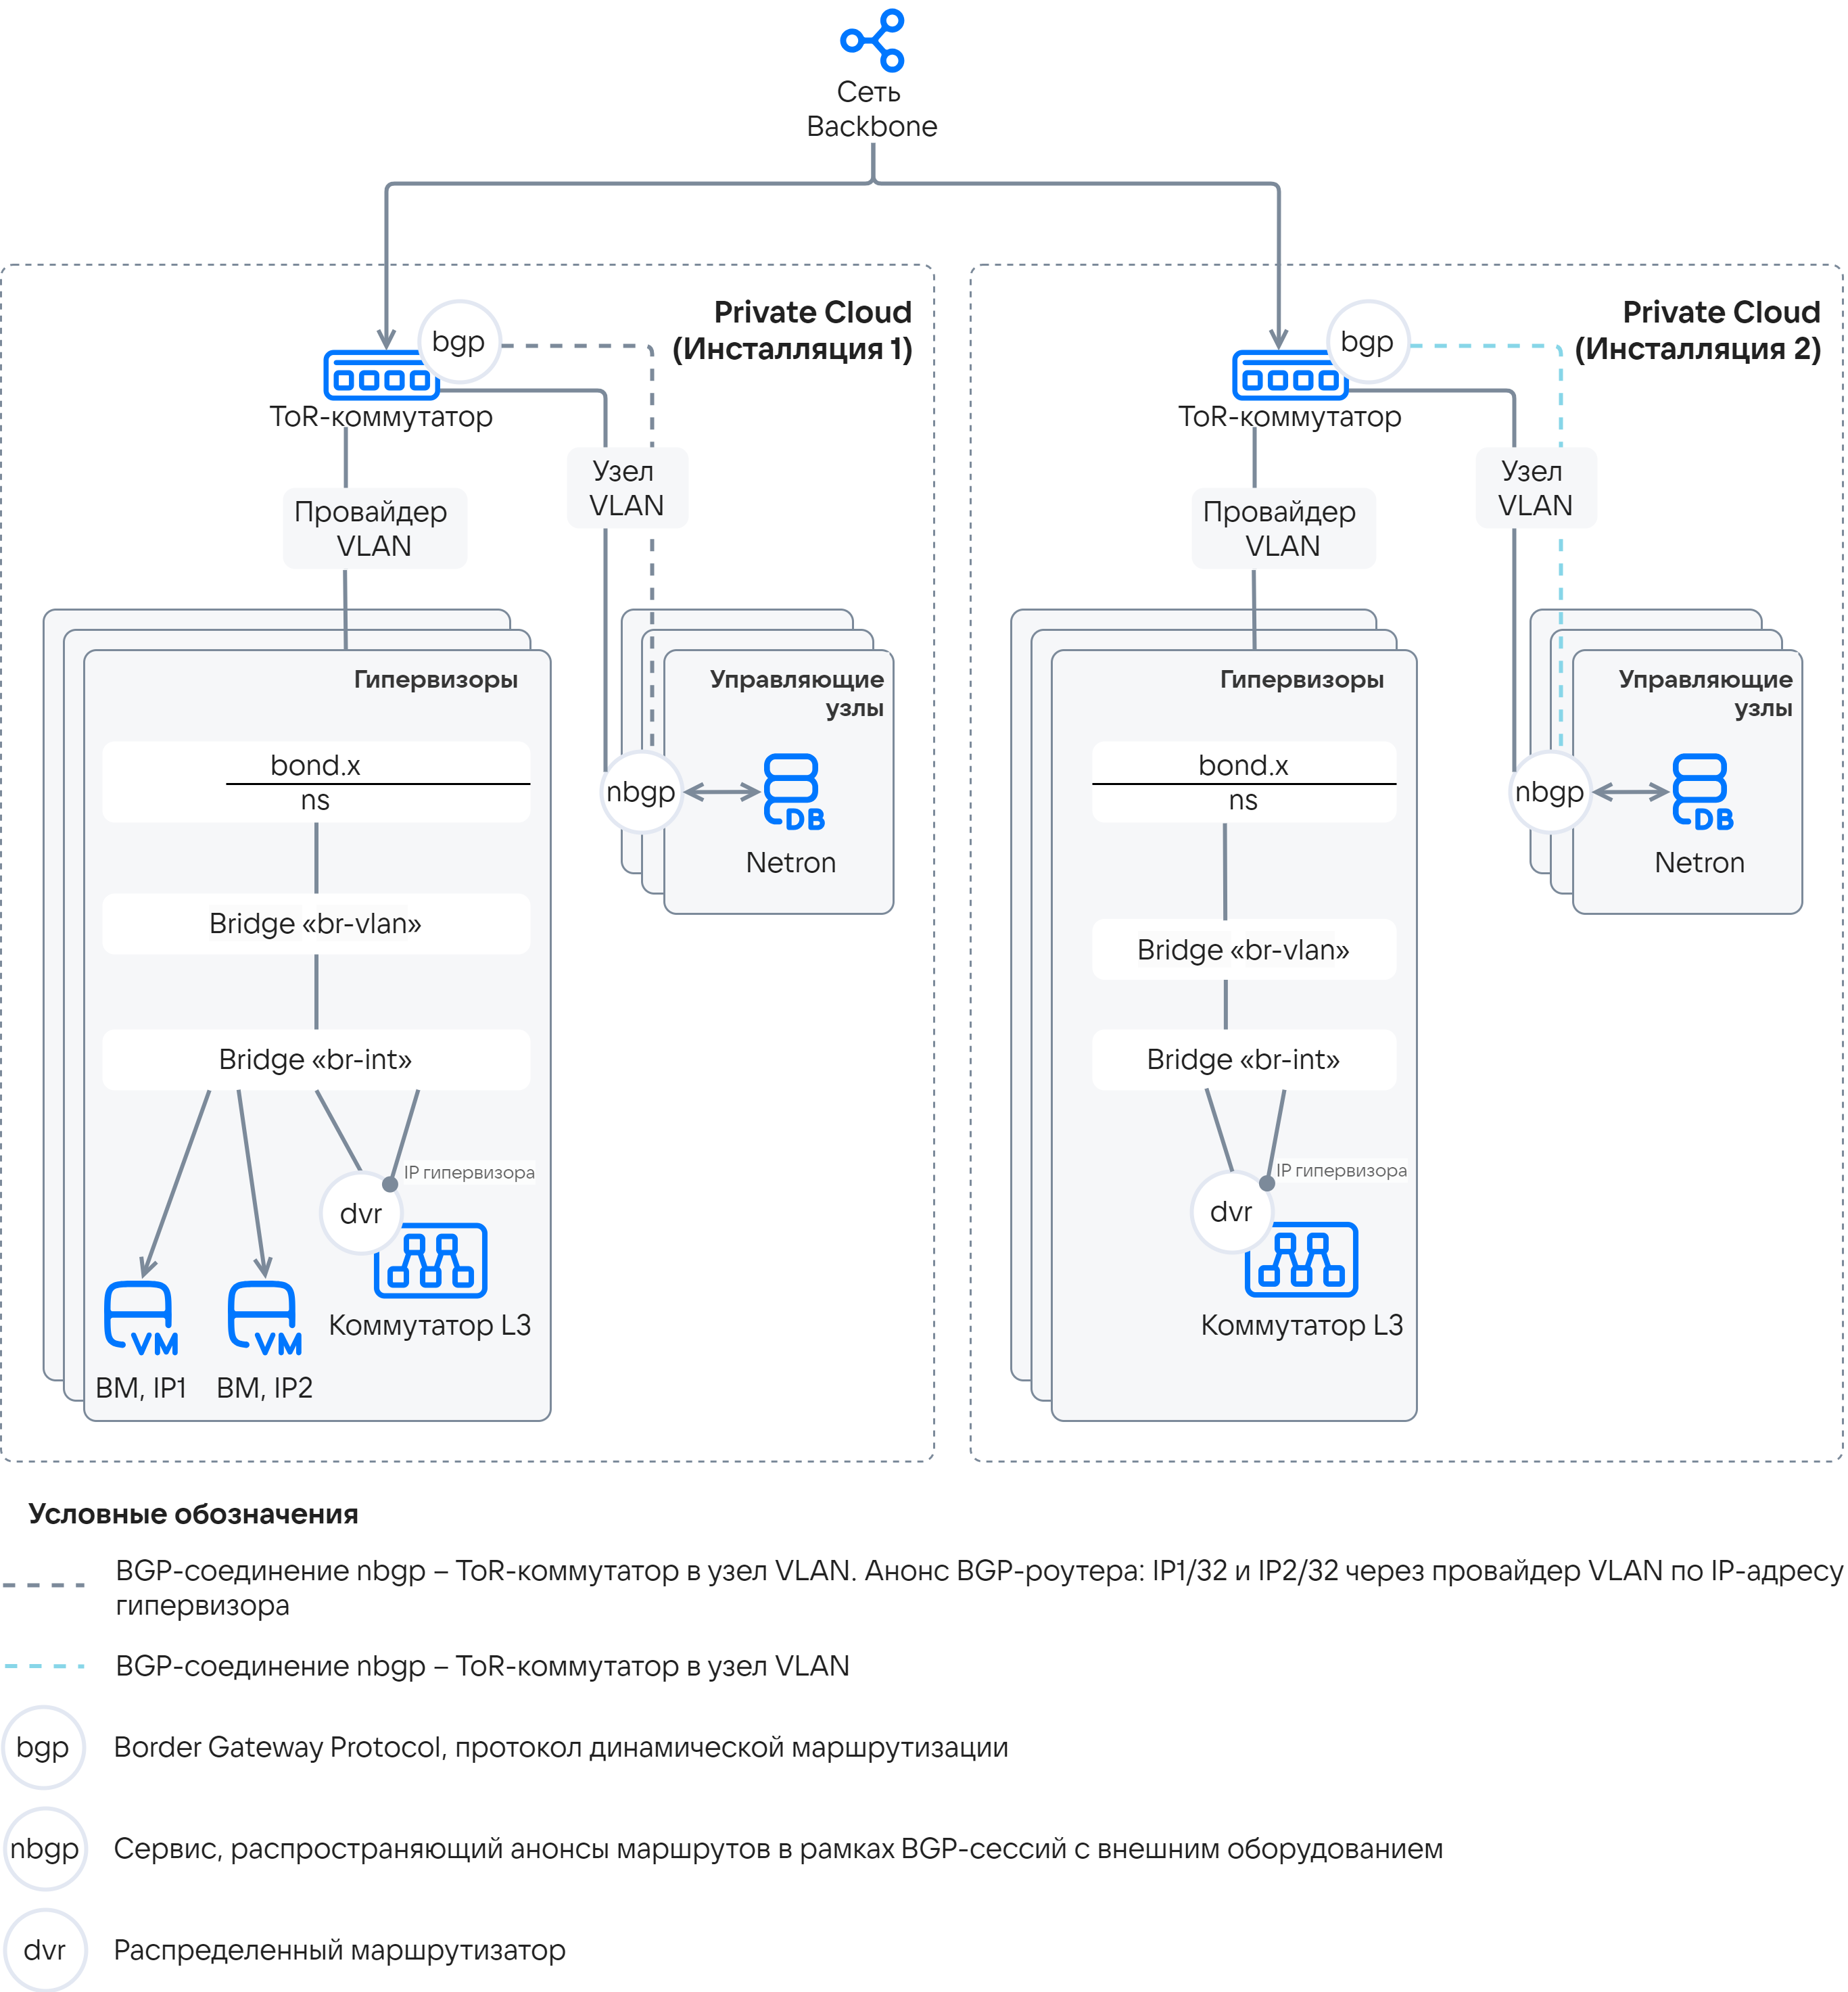 Сеть
Backbone
Private Cloud
(Инсталляция 1)
bgp
ToR-коммутатор
Узел
VLAN
Провайдер
VLAN
Гипервизоры
bond.x
ns
Bridge «br-vlan»
Bridge «br-int»
IP гипервизора
dvr
Коммутатор L3
VM
VM
ВМ, IP1
ВМ, IP2
Управляющие
узлы
nbgp
DB
Netron
Private Cloud
(Инсталляция 2)
bgp
ToR-коммутатор
Узел
VLAN
Провайдер
VLAN
Гипервизоры
bond.x
ns
Bridge «br-vlan»
Bridge «br-int»
IP гипервизора
dvr
Коммутатор L3
Управляющие
узлы
nbgp
DB
Netron
Условные обозначения
BGP-соединение nbgp – ToR-коммутатор в узел VLAN. Анонс BGP-роутера: IP1/32 и IP2/32 через провайдер VLAN по IP-адресу
гипервизора
BGP-соединение nbgp – ToR-коммутатор в узел VLAN
bgp Border Gateway Protocol, протокол динамической маршрутизации
nbgp Сервис, распространяющий анонсы маршрутов в рамках BGP-сессий с внешним оборудованием
dvr Распределенный маршрутизатор